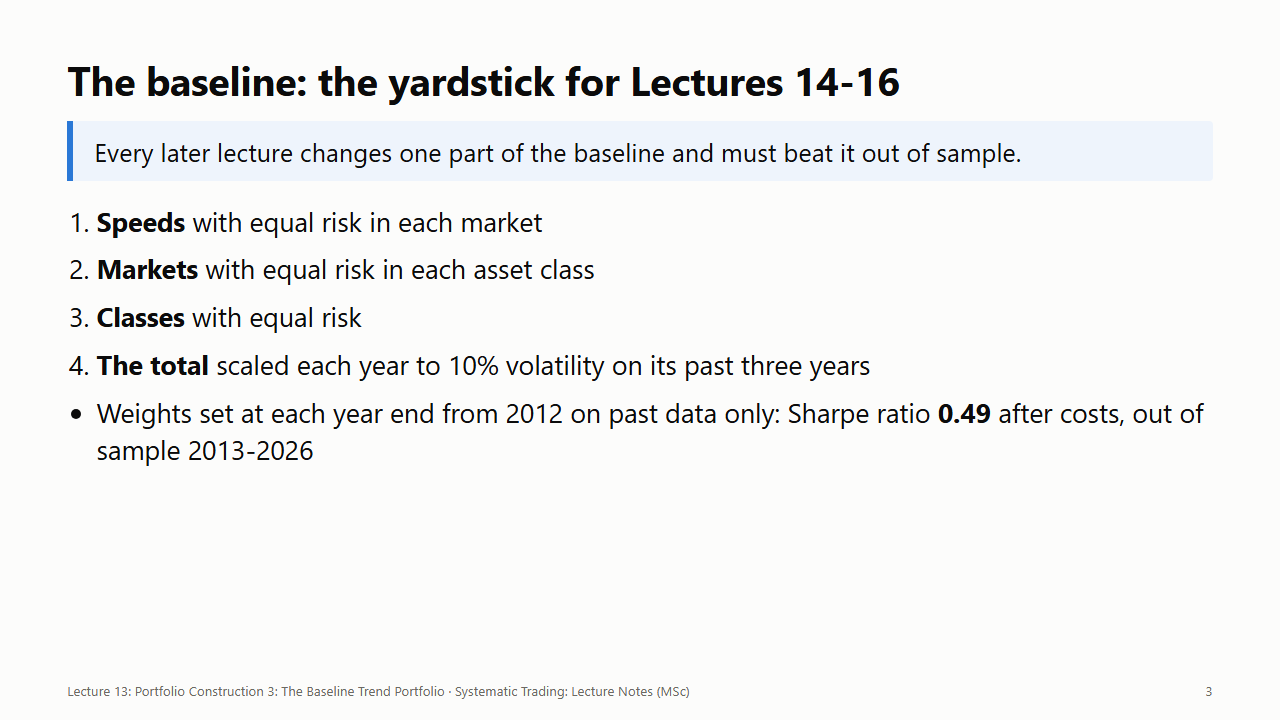 The baseline: the yardstick for Lectures 14-16
Every later lecture changes one part of the baseline and must beat it out of sample.
1. Speeds with equal risk in each market
2. Markets with equal risk in each asset class
3. Classes with equal risk
4. The total scaled each year to 10% volatility on its past three years
• Weights set at each year end from 2012 on past data only: Sharpe ratio 0.49 after costs, out of
sample 2013-2026
Lecture 13: Portfolio Construction 3: The Baseline Trend Portfolio · Systematic Trading: Lecture Notes (MSc)
3